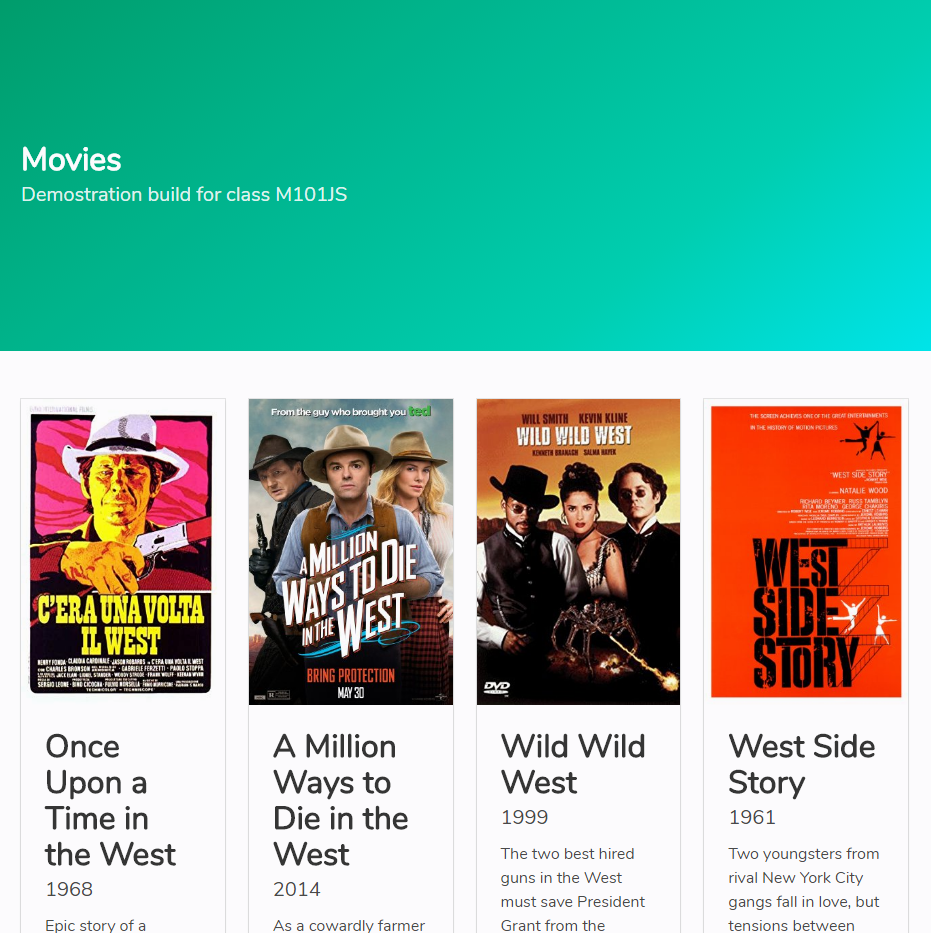 Movies
Demostration build for class M101JS
C'ERA UNA VOLTA
IL WEST
HENRY FONDA · CLAUDIA CARDINALE · JASON ROBARDS
CHARLES BRONSON
GABRIELE FERZETTI · PAOLO STOPPA
SERGIO LEONE
TECHNICOLOR
TECHNISCOPE
Once
Upon a
Time in
the West
1968
Epic story of a
From the guy who brought you ted
A MILLION
WAYS TO DIE
IN THE WEST
BRING PROTECTION
MAY 30
A Million
Ways to
Die in the
West
2014
As a cowardly farmer
WILL SMITH KEVIN KLINE
WILD WILD WEST
KENNETH BRANAGH SALMA HAYEK
DVD
Wild Wild
West
1999
The two best hired
guns in the West
must save President
Grant from the
THE SCREEN ACHIEVES ONE OF THE GREAT ENTERTAINMENTS
IN THE HISTORY OF MOTION PICTURES
"WEST SIDE STORY"
NATALIE WOOD
RICHARD BEYMER RUSS TAMBLYN
RITA MORENO GEORGE CHAKIRIS
WEST
SIDE
STORY
West Side
Story
1961
Two youngsters from
rival New York City
gangs fall in love, but
tensions between